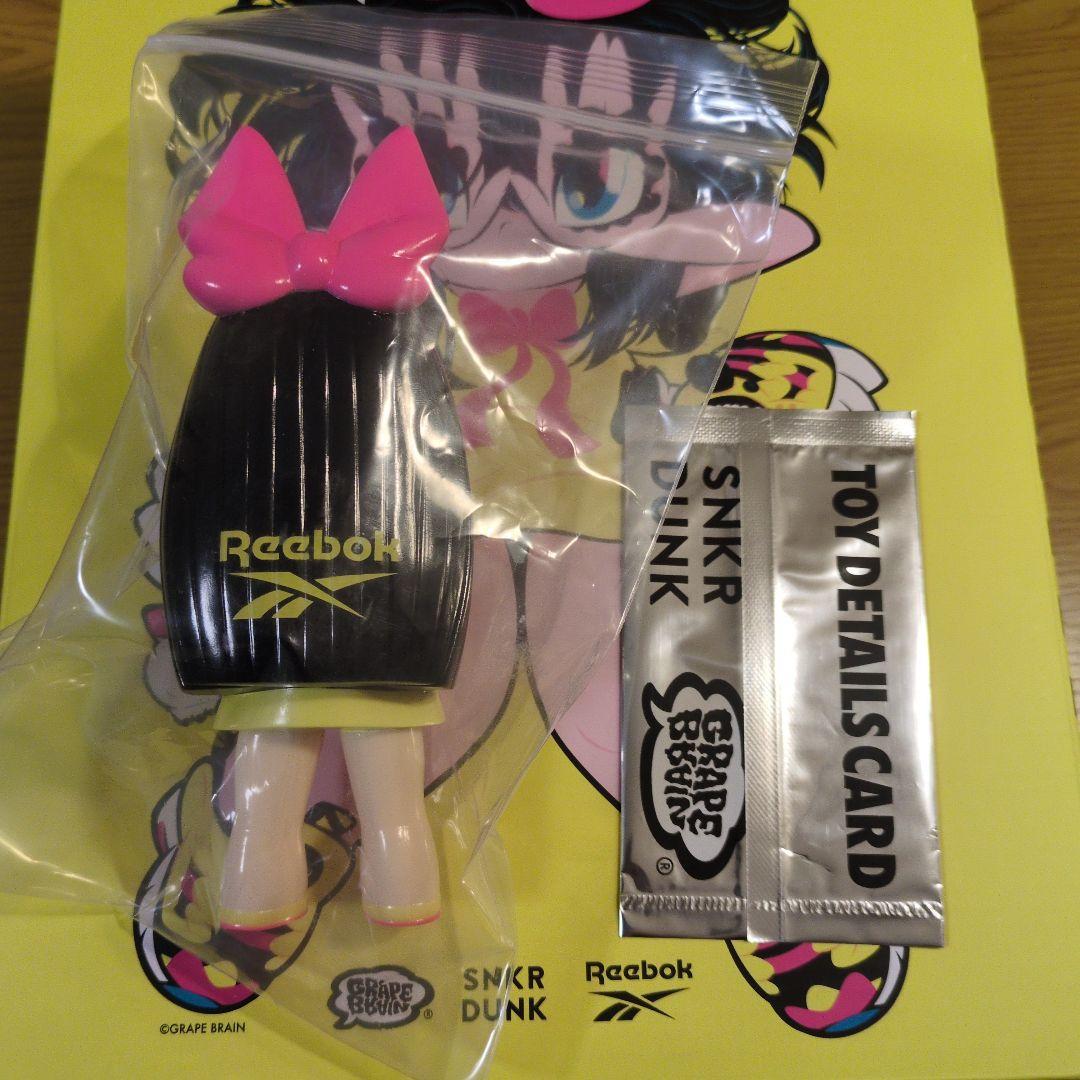 Reebok
SNKR
DUNK
GRAPE
BRAIN
®
TOY DETAILS CARD
GRAPE
BRAIN
®
SNKR
DUNK
Reebok
©GRAPE BRAIN